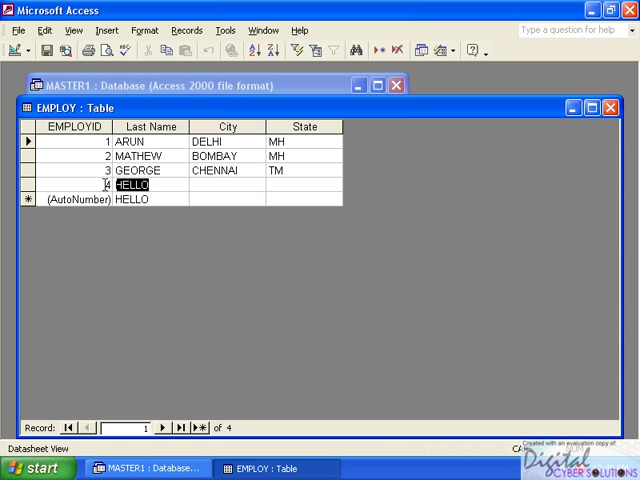 Microsoft Access
File Edit View Insert Format Records Tools Window Help
Type a question for help
MASTER1 : Database (Access 2000 file format)
EMPLOY : Table
EMPLOYID Last Name City State
1 ARUN DELHI MH
2 MATHEW BOMBAY MH
3 GEORGE CHENNAI TM
4 HELLO
(AutoNumber) HELLO
Record: 1 of 4
Datasheet View
Created with an evaluation copy of
Digital
CYBER SOLUTIONS
start MASTER1 : Database... EMPLOY : Table